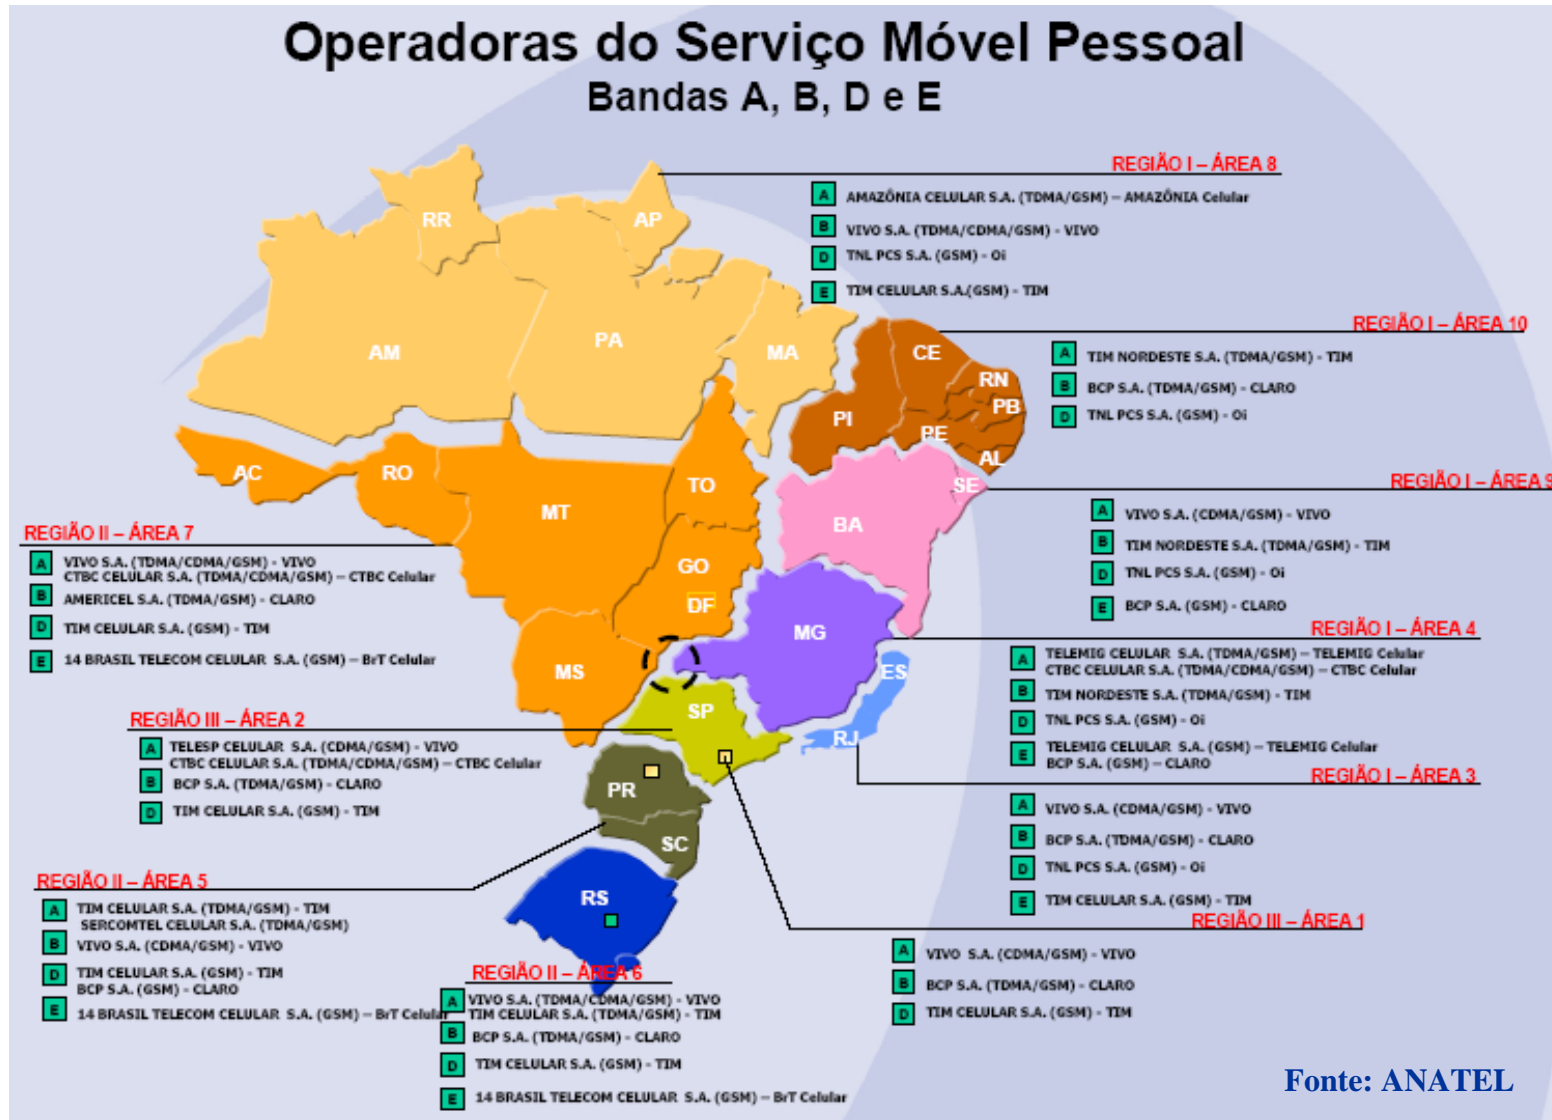 Operadoras do Serviço Móvel Pessoal
Bandas A, B, D e E
REGIÃO I – ÁREA 8
A AMAZÔNIA CELULAR S.A. (TDMA/GSM) – AMAZÔNIA Celular
B VIVO S.A. (TDMA/CDMA/GSM) - VIVO
D TNL PCS S.A. (GSM) - Oi
E TIM CELULAR S.A.(GSM) - TIM
REGIÃO I – ÁREA 10
A TIM NORDESTE S.A. (TDMA/GSM) - TIM
B BCP S.A. (TDMA/GSM) - CLARO
D TNL PCS S.A. (GSM) - Oi
REGIÃO I – ÁREA 9
A VIVO S.A. (CDMA/GSM) - VIVO
B TIM NORDESTE S.A. (TDMA/GSM) - TIM
D TNL PCS S.A. (GSM) - Oi
E BCP S.A. (GSM) - CLARO
REGIÃO I – ÁREA 4
A TELEMIG CELULAR S.A. (TDMA/GSM) – TELEMIG Celular
CTBC CELULAR S.A. (TDMA/CDMA/GSM) – CTBC Celular
B TIM NORDESTE S.A. (TDMA/GSM) - TIM
D TNL PCS S.A. (GSM) - Oi
E TELEMIG CELULAR S.A. (GSM) – TELEMIG Celular
BCP S.A. (GSM) – CLARO
REGIÃO I – ÁREA 3
A VIVO S.A. (CDMA/GSM) - VIVO
B BCP S.A. (TDMA/GSM) - CLARO
D TNL PCS S.A. (GSM) - Oi
E TIM CELULAR S.A. (GSM) - TIM
REGIÃO III – ÁREA 1
A VIVO S.A. (CDMA/GSM) - VIVO
B BCP S.A. (TDMA/GSM) - CLARO
D TIM CELULAR S.A. (GSM) - TIM
REGIÃO II – ÁREA 7
A VIVO S.A. (TDMA/CDMA/GSM) - VIVO
CTBC CELULAR S.A. (TDMA/CDMA/GSM) – CTBC Celular
B AMERICEL S.A. (TDMA/GSM) - CLARO
D TIM CELULAR S.A. (GSM) - TIM
E 14 BRASIL TELECOM CELULAR S.A. (GSM) – BrT Celular
REGIÃO III – ÁREA 2
A TELESP CELULAR S.A. (CDMA/GSM) - VIVO
CTBC CELULAR S.A. (TDMA/CDMA/GSM) – CTBC Celular
B BCP S.A. (TDMA/GSM) - CLARO
D TIM CELULAR S.A. (GSM) - TIM
REGIÃO II – ÁREA 5
A TIM CELULAR S.A. (TDMA/GSM) - TIM
SERCOMTEL CELULAR S.A. (TDMA/GSM)
B VIVO S.A. (CDMA/GSM) - VIVO
D TIM CELULAR S.A. (GSM) - TIM
BCP S.A. (GSM) - CLARO
E 14 BRASIL TELECOM CELULAR S.A. (GSM) – BrT Celular
REGIÃO II – ÁREA 6
A VIVO S.A. (TDMA/CDMA/GSM) - VIVO
TIM CELULAR S.A. (TDMA/GSM) - TIM
B BCP S.A. (TDMA/GSM) - CLARO
D TIM CELULAR S.A. (GSM) - TIM
E 14 BRASIL TELECOM CELULAR S.A. (GSM) – BrT Celular
RR
AP
AM
PA
MA
CE
RN
PB
PI
PE
AL
AC
RO
TO
SE
MT
BA
GO
DF
MG
MS
ES
SP
RJ
PR
SC
RS
Fonte: ANATEL